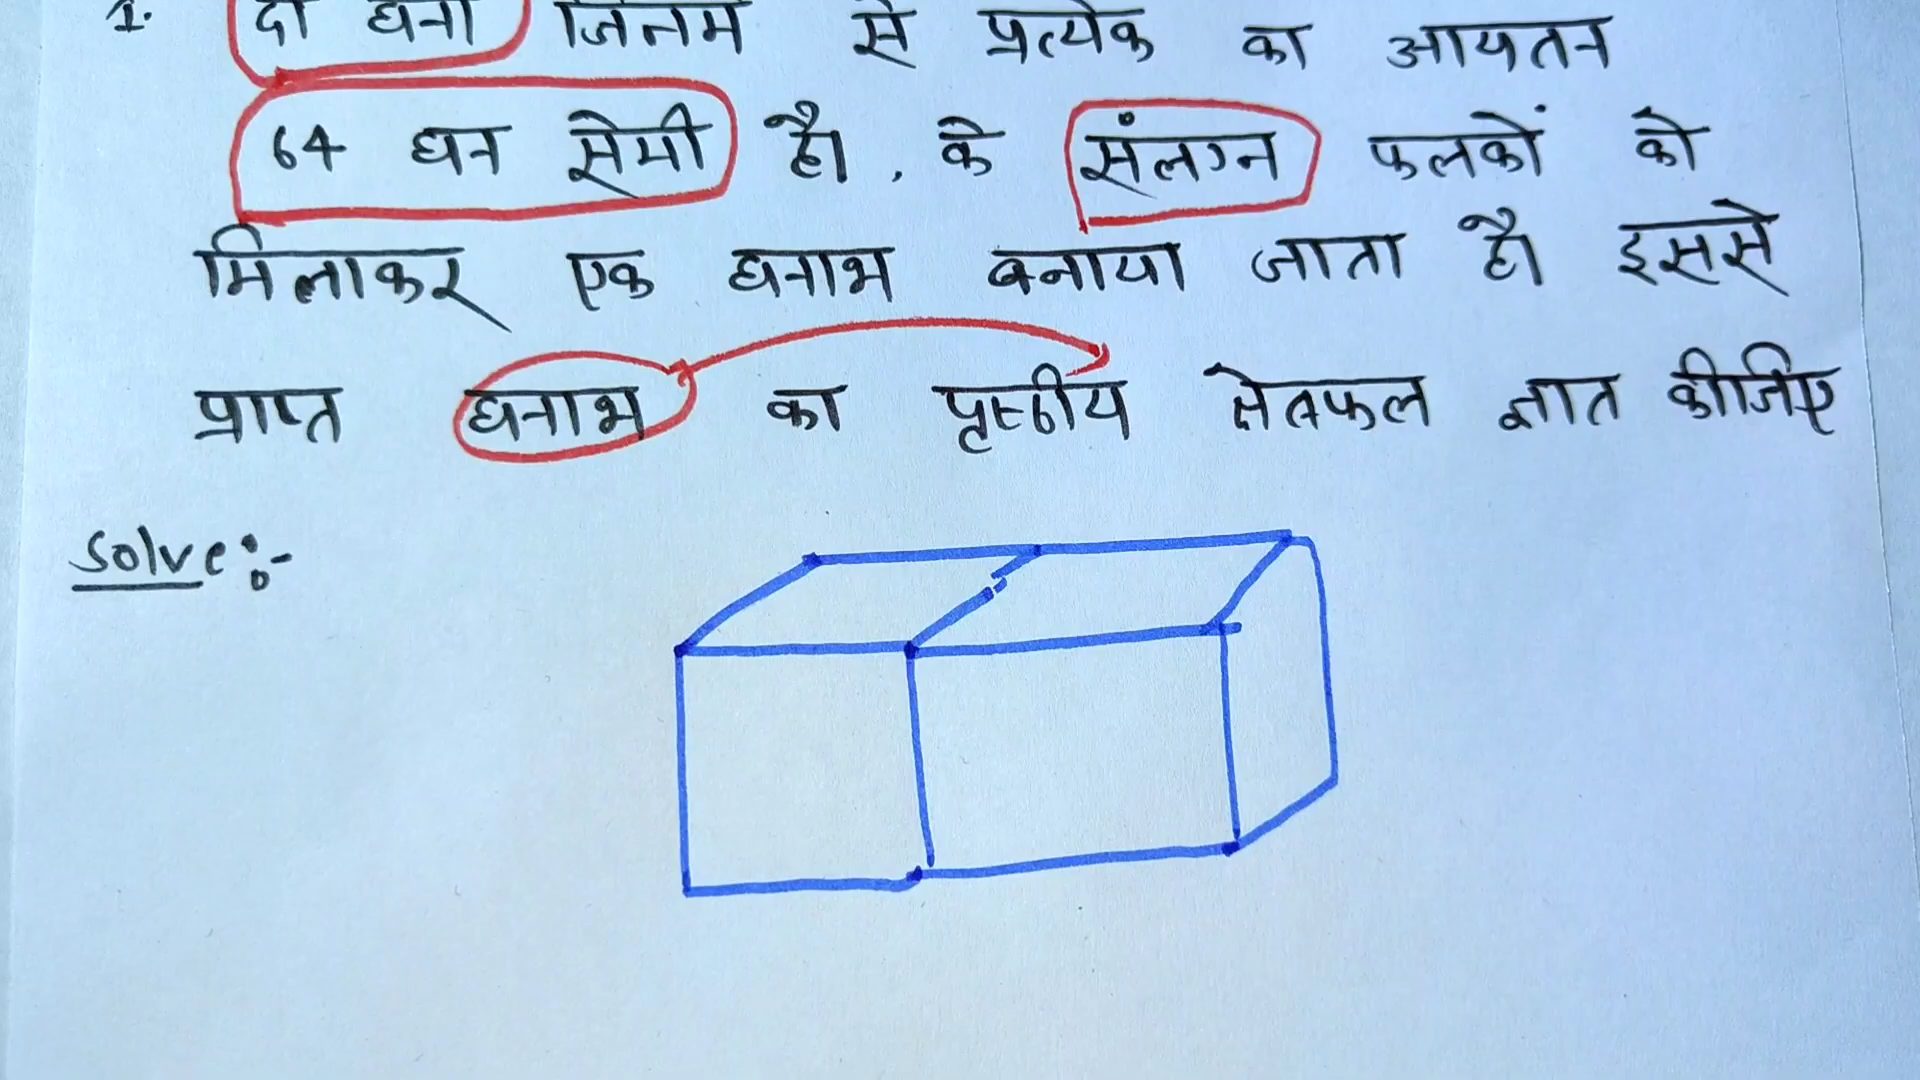 1. दो घनों जिनमें से प्रत्येक का आयतन
64 घन सेमी है। , के संलग्न फलकों को
मिलाकर एक घनाभ बनाया जाता है। इससे
प्राप्त घनाभ का पृष्ठीय क्षेत्रफल ज्ञात कीजिए
Solve :-